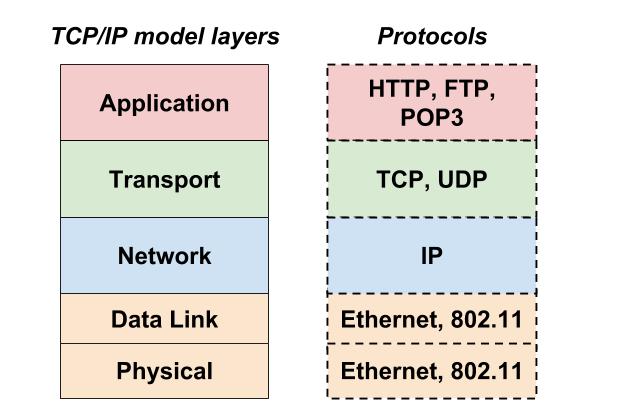 TCP/IP model layers
Protocols
Application
HTTP, FTP,
POP3
Transport
TCP, UDP
Network
IP
Data Link
Ethernet, 802.11
Physical
Ethernet, 802.11